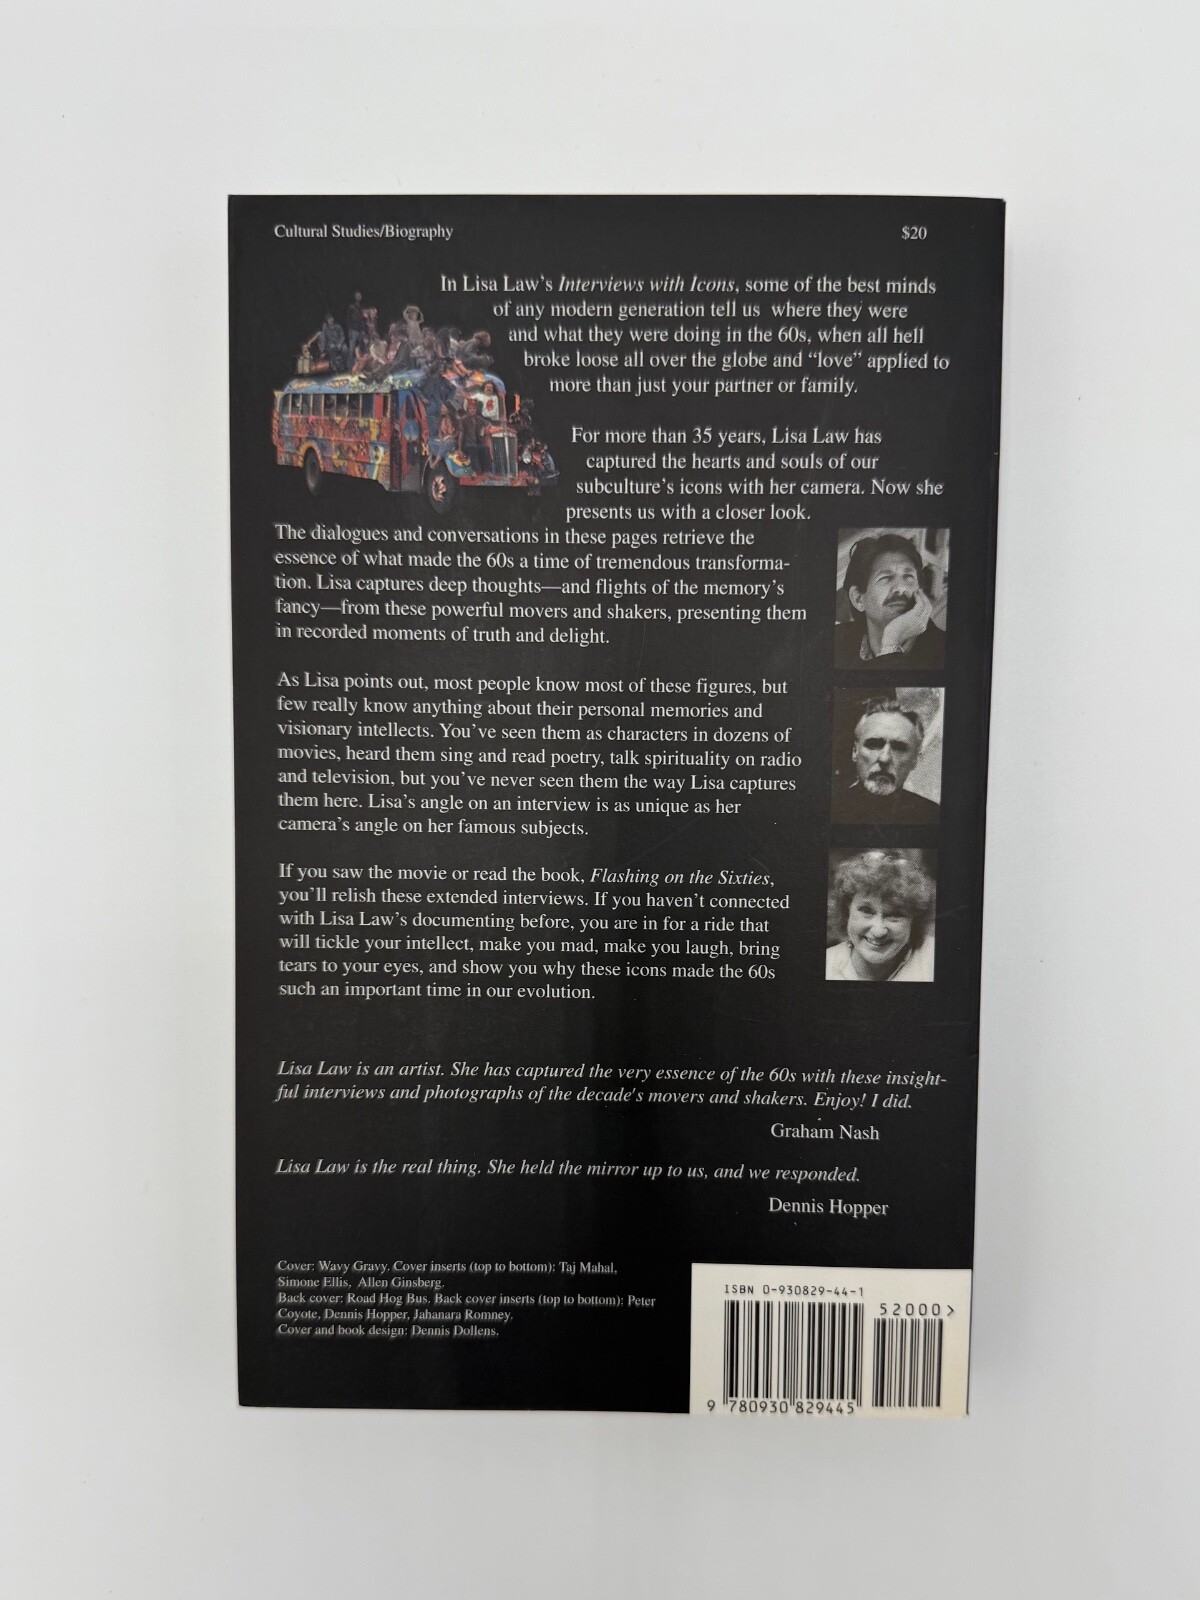 Cultural Studies/Biography
$20
In Lisa Law's Interviews with Icons, some of the best minds
of any modern generation tell us where they were
and what they were doing in the 60s, when all hell
broke loose all over the globe and “love” applied to
more than just your partner or family.
For more than 35 years, Lisa Law has
captured the hearts and souls of our
subculture's icons with her camera. Now she
presents us with a closer look.
The dialogues and conversations in these pages retrieve the
essence of what made the 60s a time of tremendous transforma-
tion. Lisa captures deep thoughts—and flights of the memory's
fancy—from these powerful movers and shakers, presenting them
in recorded moments of truth and delight.
As Lisa points out, most people know most of these figures, but
few really know anything about their personal memories and
visionary intellects. You've seen them as characters in dozens of
movies, heard them sing and read poetry, talk spirituality on radio
and television, but you've never seen them the way Lisa captures
them here. Lisa's angle on an interview is as unique as her
camera's angle on her famous subjects.
If you saw the movie or read the book, Flashing on the Sixties,
you'll relish these extended interviews. If you haven't connected
with Lisa Law's documenting before, you are in for a ride that
will tickle your intellect, make you mad, make you laugh, bring
tears to your eyes, and show you why these icons made the 60s
such an important time in our evolution.
Lisa Law is an artist. She has captured the very essence of the 60s with these insight-
ful interviews and photographs of the decade's movers and shakers. Enjoy! I did.
Graham Nash
Lisa Law is the real thing. She held the mirror up to us, and we responded.
Dennis Hopper
Cover: Wavy Gravy. Cover inserts (top to bottom): Taj Mahal,
Simone Ellis, Allen Ginsberg.
Back cover: Road Hog Bus. Back cover inserts (top to bottom): Peter
Coyote, Dennis Hopper, Jahanara Romney.
Cover and book design: Dennis Dollens.
ISBN 0-930829-44-1
52000>
9 780930 829445